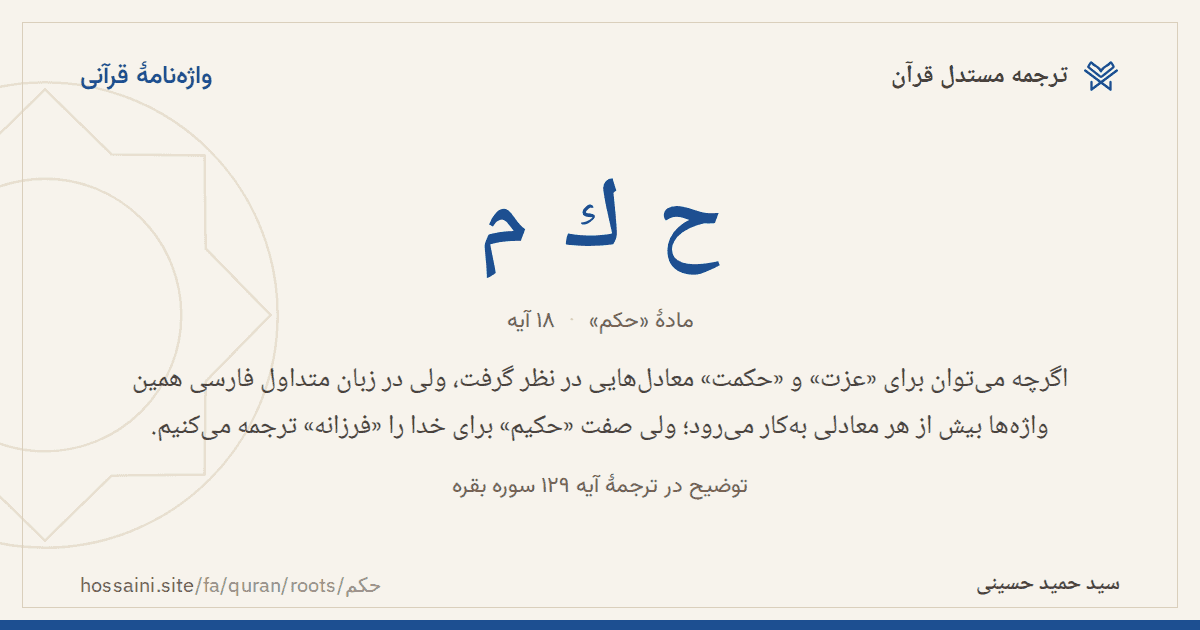 ترجمه مستدل قرآن
واژه‌نامهٔ قرآنی
ح ك م
مادهٔ «حکم» · ۱۸ آیه
اگرچه می‌توان برای «عزت» و «حکمت» معادل‌هایی در نظر گرفت، ولی در زبان متداول فارسی همین
واژه‌ها بیش از هر معادلی به‌کار می‌رود؛ ولی صفت «حکیم» برای خدا را «فرزانه» ترجمه می‌کنیم.
توضیح در ترجمهٔ آیه ۱۲۹ سوره بقره
سید حمید حسینی
hossaini.site/fa/quran/roots/حکم